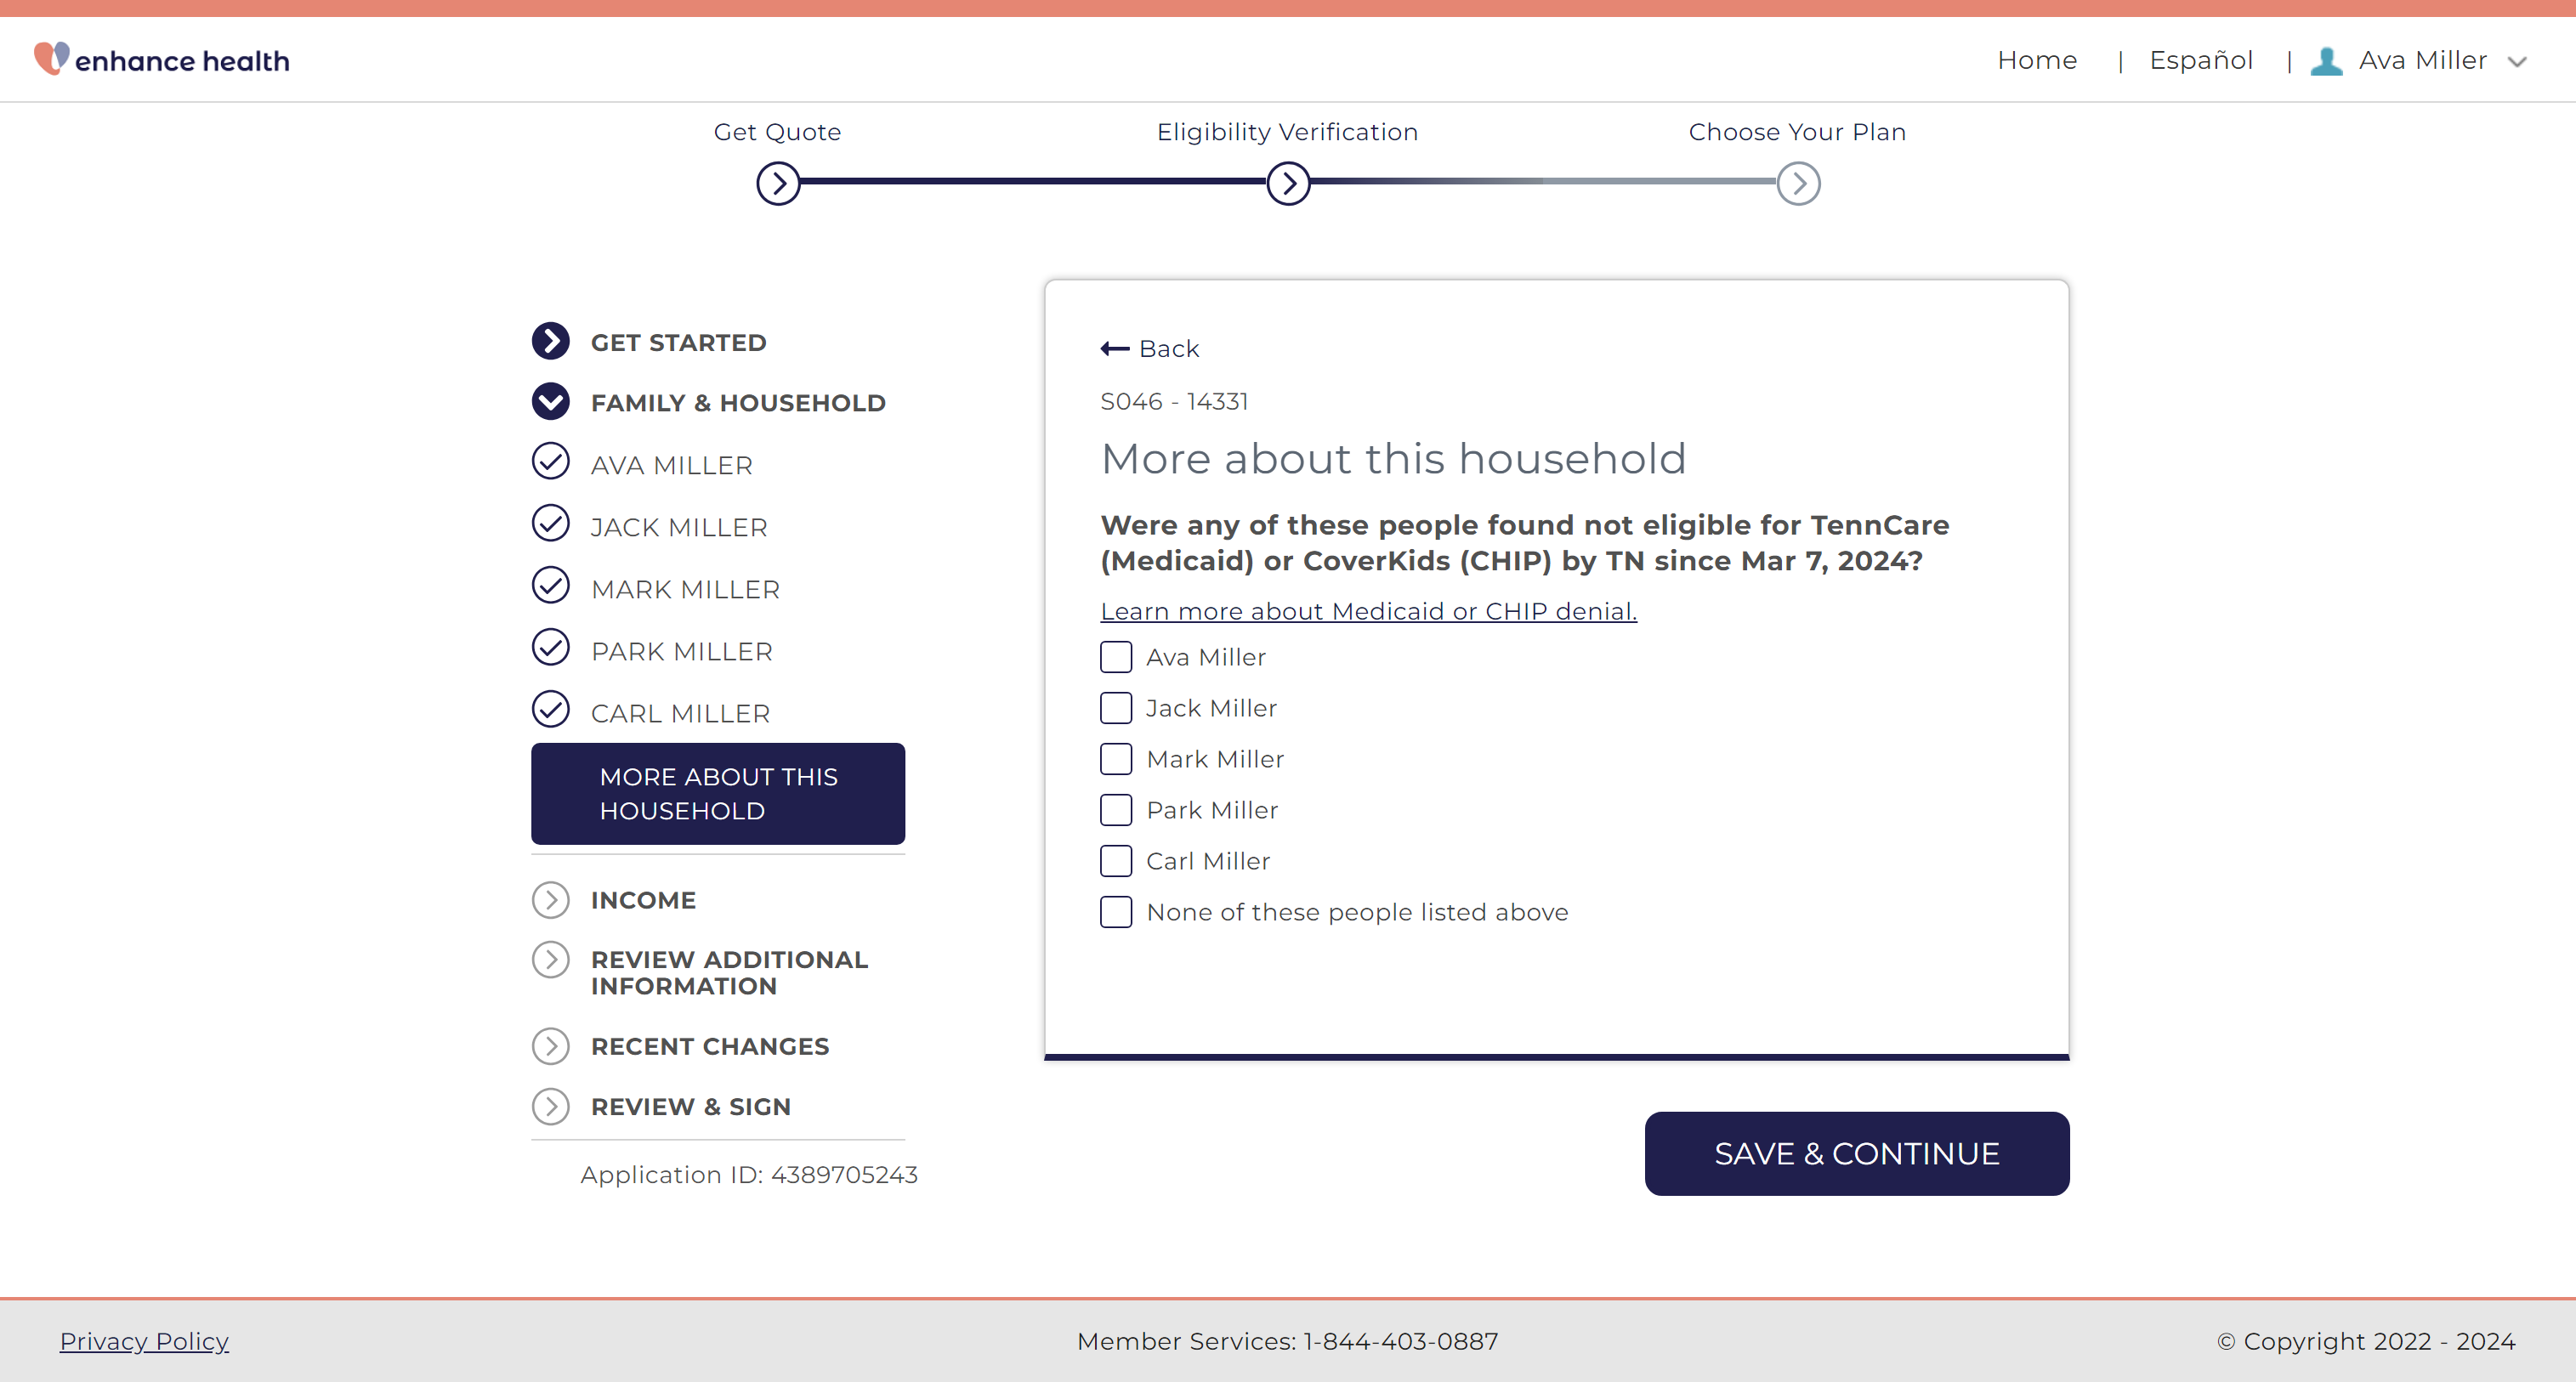 enhance health
Home | Español | Ava Miller
Get Quote
Eligibility Verification
Choose Your Plan
GET STARTED
FAMILY & HOUSEHOLD
AVA MILLER
JACK MILLER
MARK MILLER
PARK MILLER
CARL MILLER
MORE ABOUT THIS
HOUSEHOLD
INCOME
REVIEW ADDITIONAL
INFORMATION
RECENT CHANGES
REVIEW & SIGN
Application ID: 4389705243
Back
S046 - 14331
More about this household
Were any of these people found not eligible for TennCare
(Medicaid) or CoverKids (CHIP) by TN since Mar 7, 2024?
Learn more about Medicaid or CHIP denial.
Ava Miller
Jack Miller
Mark Miller
Park Miller
Carl Miller
None of these people listed above
SAVE & CONTINUE
Privacy Policy
Member Services: 1-844-403-0887
© Copyright 2022 - 2024